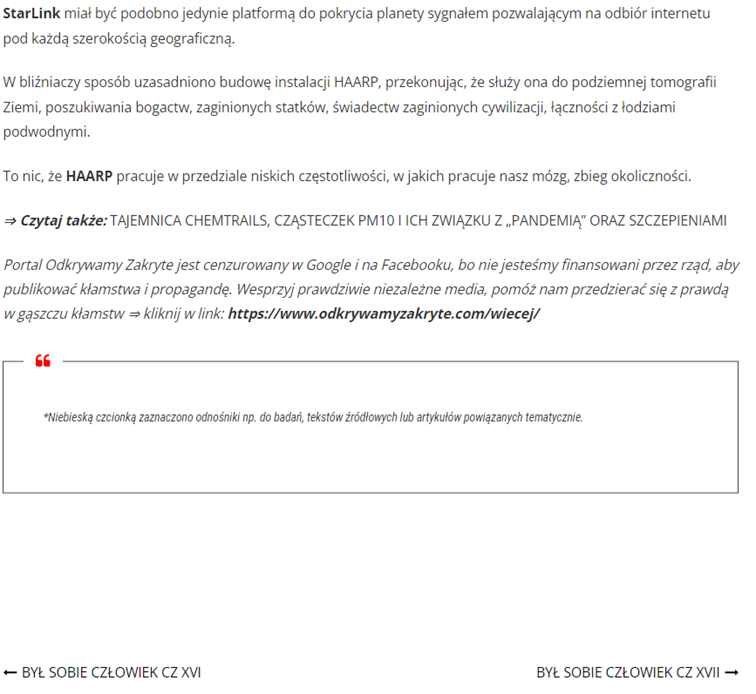 StarLink miał być podobno jedynie platformą do pokrycia planety sygnałem pozwalającym na odbiór internetu
pod każdą szerokością geograficzną.
W bliźniaczy sposób uzasadniono budowę instalacji HAARP, przekonując, że służy ona do podziemnej tomografii
Ziemi, poszukiwania bogactw, zaginionych statków, świadectw zaginionych cywilizacji, łączności z łodziami
podwodnymi.
To nic, że HAARP pracuje w przedziale niskich częstotliwości, w jakich pracuje nasz mózg, zbieg okoliczności.
⇒ Czytaj także: TAJEMNICA CHEMTRAILS, CZĄSTECZEK PM10 I ICH ZWIĄZKU Z „PANDEMIĄ” ORAZ SZCZEPIENIAMI
Portal Odkrywamy Zakryte jest cenzurowany w Google i na Facebooku, bo nie jesteśmy finansowani przez rząd, aby
publikować kłamstwa i propagandę. Wesprzyj prawdziwie niezależne media, pomóż nam przedzierać się z prawdą
w gąszczu kłamstw ⇒ kliknij w link: https://www.odkrywamyzakryte.com/wiecej/
*Niebieską czcionką zaznaczono odnośniki np. do badań, tekstów źródłowych lub artykułów powiązanych tematycznie.
← BYŁ SOBIE CZŁOWIEK CZ XVI
BYŁ SOBIE CZŁOWIEK CZ XVII →